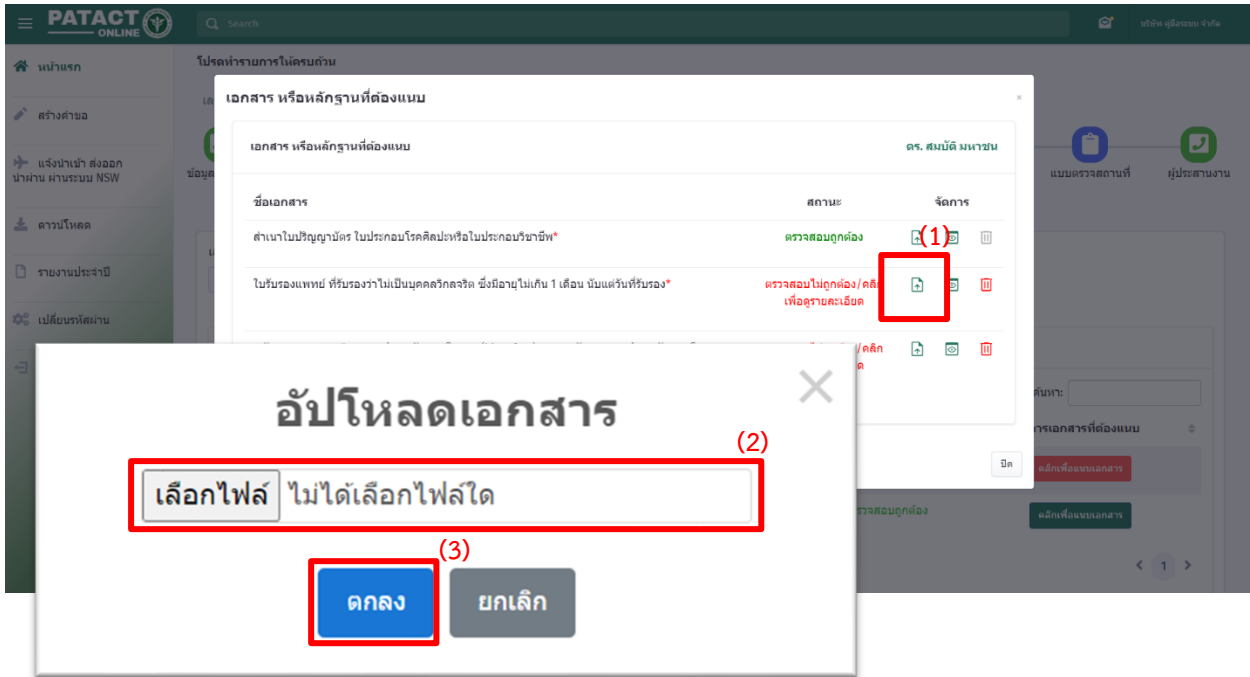 PATACT
ONLINE
Search
บริษัท คู่มือระบบ จำกัด
หน้าแรก
สร้างคำขอ
แจ้งนำเข้า ส่งออก
นำผ่าน ผ่านระบบ NSW
ดาวน์โหลด
รายงานประจำปี
เปลี่ยนรหัสผ่าน
โปรดทำรายการให้ครบถ้วน
แบบตรวจสถานที่
ผู้ประสานงาน
เอกสาร หรือหลักฐานที่ต้องแนบ
×
เอกสาร หรือหลักฐานที่ต้องแนบ
ดร. สมบัติ มหาชน
ชื่อเอกสาร
สถานะ
จัดการ
สำเนาใบปริญญาบัตร ใบประกอบโรคศิลปะหรือใบประกอบวิชาชีพ*
ตรวจสอบถูกต้อง
(1)
ใบรับรองแพทย์ ที่รับรองว่าไม่เป็นบุคคลวิกลจริต ซึ่งมีอายุไม่เกิน 1 เดือน นับแต่วันที่รับรอง*
ตรวจสอบไม่ถูกต้อง/คลิก
เพื่อดูรายละเอียด
/คลิก
ปิด
ค้นหา:
ารเอกสารที่ต้องแนบ
คลิกเพื่อแนบเอกสาร
รวจสอบถูกต้อง
คลิกเพื่อแนบเอกสาร
1
อัปโหลดเอกสาร
(2)
เลือกไฟล์ ไม่ได้เลือกไฟล์ใด
(3)
ตกลง
ยกเลิก